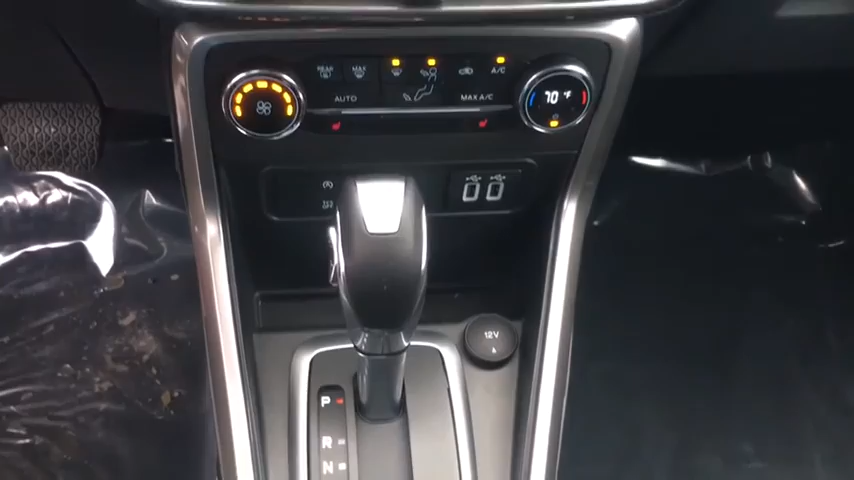 REAR MAX A/C
AUTO MAX A/C
70 °F
12V
P
R
N